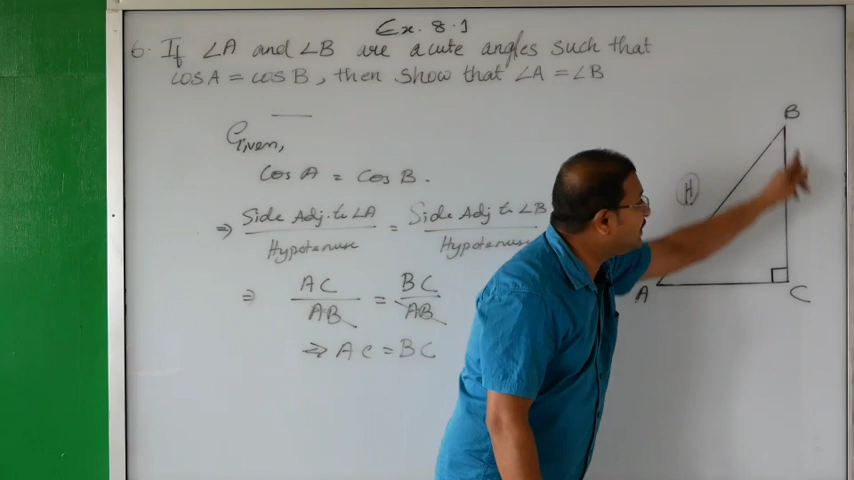 Ex. 8.1
6. If ∠A and ∠B are acute angles such that
cos A = cos B, then show that ∠A = ∠B
Given,
Cos A = Cos B.
⇒ Side Adj. to ∠A / Hypotenuse = Side Adj to ∠B / Hypotenuse
⇒ AC / AB = BC / AB
⇒ AC = BC
B
H
A
C